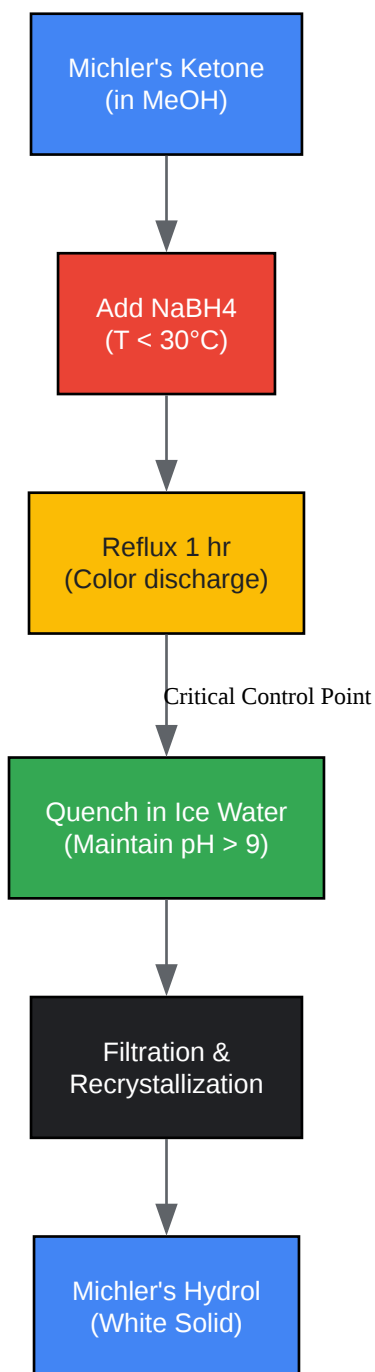 Michler's Ketone
(in MeOH)
Add NaBH4
(T < 30°C)
Reflux 1 hr
(Color discharge)
Critical Control Point
Quench in Ice Water
(Maintain pH > 9)
Filtration &
Recrystallization
Michler's Hydrol
(White Solid)